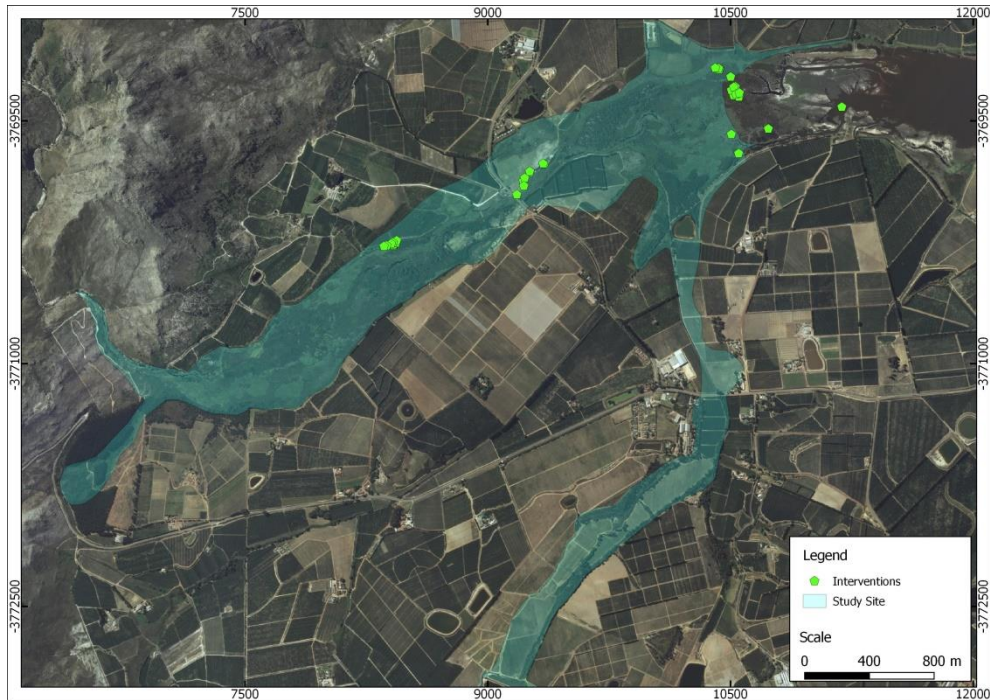 7500 9000 10500 12000
-3769500 -3769500
-3771000 -3771000
-3772500 -3772500
Legend
Interventions
Study Site
Scale
0 400 800 m
7500 9000 10500 12000